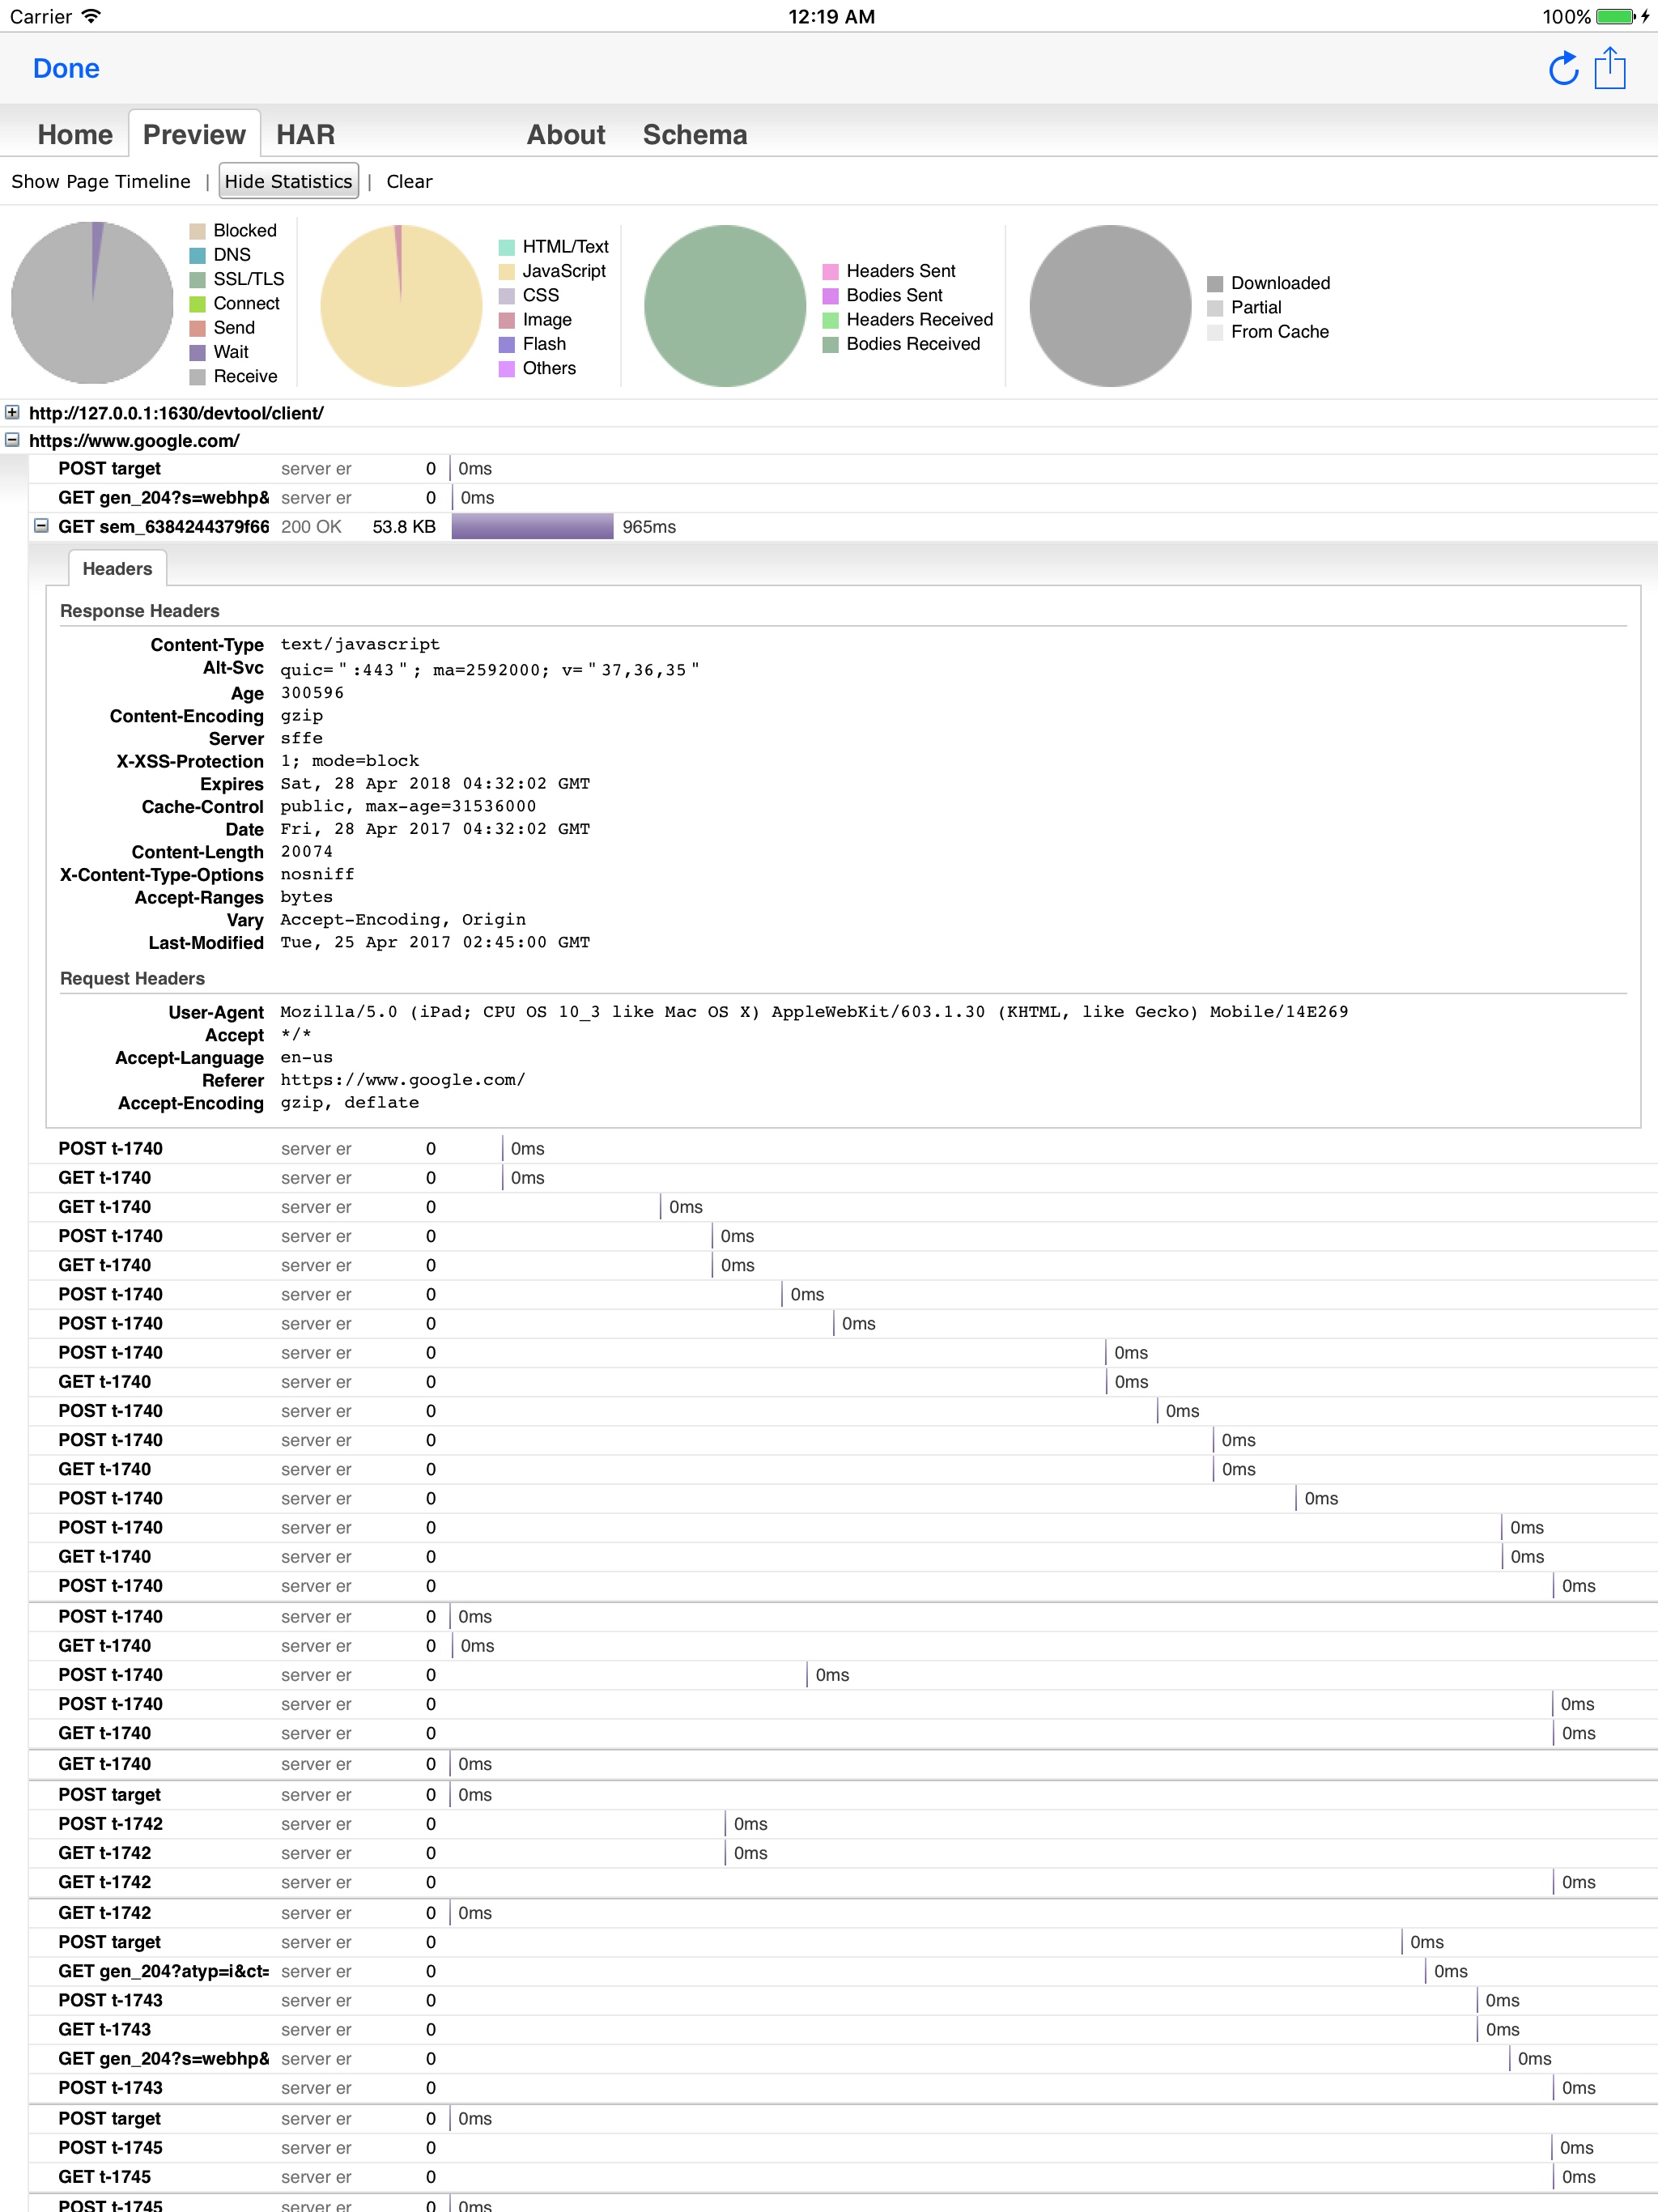 Carrier 12:19 AM 100%
Done
Home Preview HAR About Schema
Show Page Timeline | Hide Statistics | Clear
Blocked
DNS
SSL/TLS
Connect
Send
Wait
Receive
HTML/Text
JavaScript
CSS
Image
Flash
Others
Headers Sent
Bodies Sent
Headers Received
Bodies Received
Downloaded
Partial
From Cache
http://127.0.0.1:1630/devtool/client/
https://www.google.com/
POST target server er 0 0ms
GET gen_204?s=webhp& server er 0 0ms
GET sem_6384244379f66 200 OK 53.8 KB 965ms
Headers
Response Headers
Content-Type text/javascript
Alt-Svc quic=":443"; ma=2592000; v="37,36,35"
Age 300596
Content-Encoding gzip
Server sffe
X-XSS-Protection 1; mode=block
Expires Sat, 28 Apr 2018 04:32:02 GMT
Cache-Control public, max-age=31536000
Date Fri, 28 Apr 2017 04:32:02 GMT
Content-Length 20074
X-Content-Type-Options nosniff
Accept-Ranges bytes
Vary Accept-Encoding, Origin
Last-Modified Tue, 25 Apr 2017 02:45:00 GMT
Request Headers
User-Agent Mozilla/5.0 (iPad; CPU OS 10_3 like Mac OS X) AppleWebKit/603.1.30 (KHTML, like Gecko) Mobile/14E269
Accept */*
Accept-Language en-us
Referer https://www.google.com/
Accept-Encoding gzip, deflate
POST t-1740 server er 0 0ms
GET t-1740 server er 0 0ms
GET t-1740 server er 0 0ms
POST t-1740 server er 0 0ms
GET t-1740 server er 0 0ms
POST t-1740 server er 0 0ms
POST t-1740 server er 0 0ms
POST t-1740 server er 0 0ms
GET t-1740 server er 0 0ms
POST t-1740 server er 0 0ms
POST t-1740 server er 0 0ms
GET t-1740 server er 0 0ms
POST t-1740 server er 0 0ms
POST t-1740 server er 0 0ms
GET t-1740 server er 0 0ms
POST t-1740 server er 0 0ms
POST t-1740 server er 0 0ms
GET t-1740 server er 0 0ms
POST t-1740 server er 0 0ms
POST t-1740 server er 0 0ms
GET t-1740 server er 0 0ms
GET t-1740 server er 0 0ms
POST target server er 0 0ms
POST t-1742 server er 0 0ms
GET t-1742 server er 0 0ms
GET t-1742 server er 0 0ms
GET t-1742 server er 0 0ms
POST target server er 0 0ms
GET gen_204?atyp=i&ct= server er 0 0ms
POST t-1743 server er 0 0ms
GET t-1743 server er 0 0ms
GET gen_204?s=webhp& server er 0 0ms
POST t-1743 server er 0 0ms
POST target server er 0 0ms
POST t-1745 server er 0 0ms
GET t-1745 server er 0 0ms
POST t-1745 server er 0 0ms